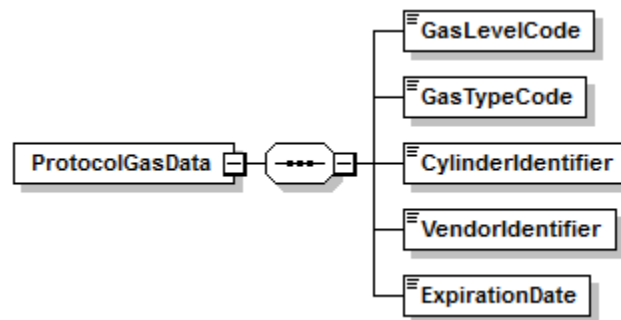 GasLevelCode
GasTypeCode
ProtocolGasData
CylinderIdentifier
VendorIdentifier
ExpirationDate